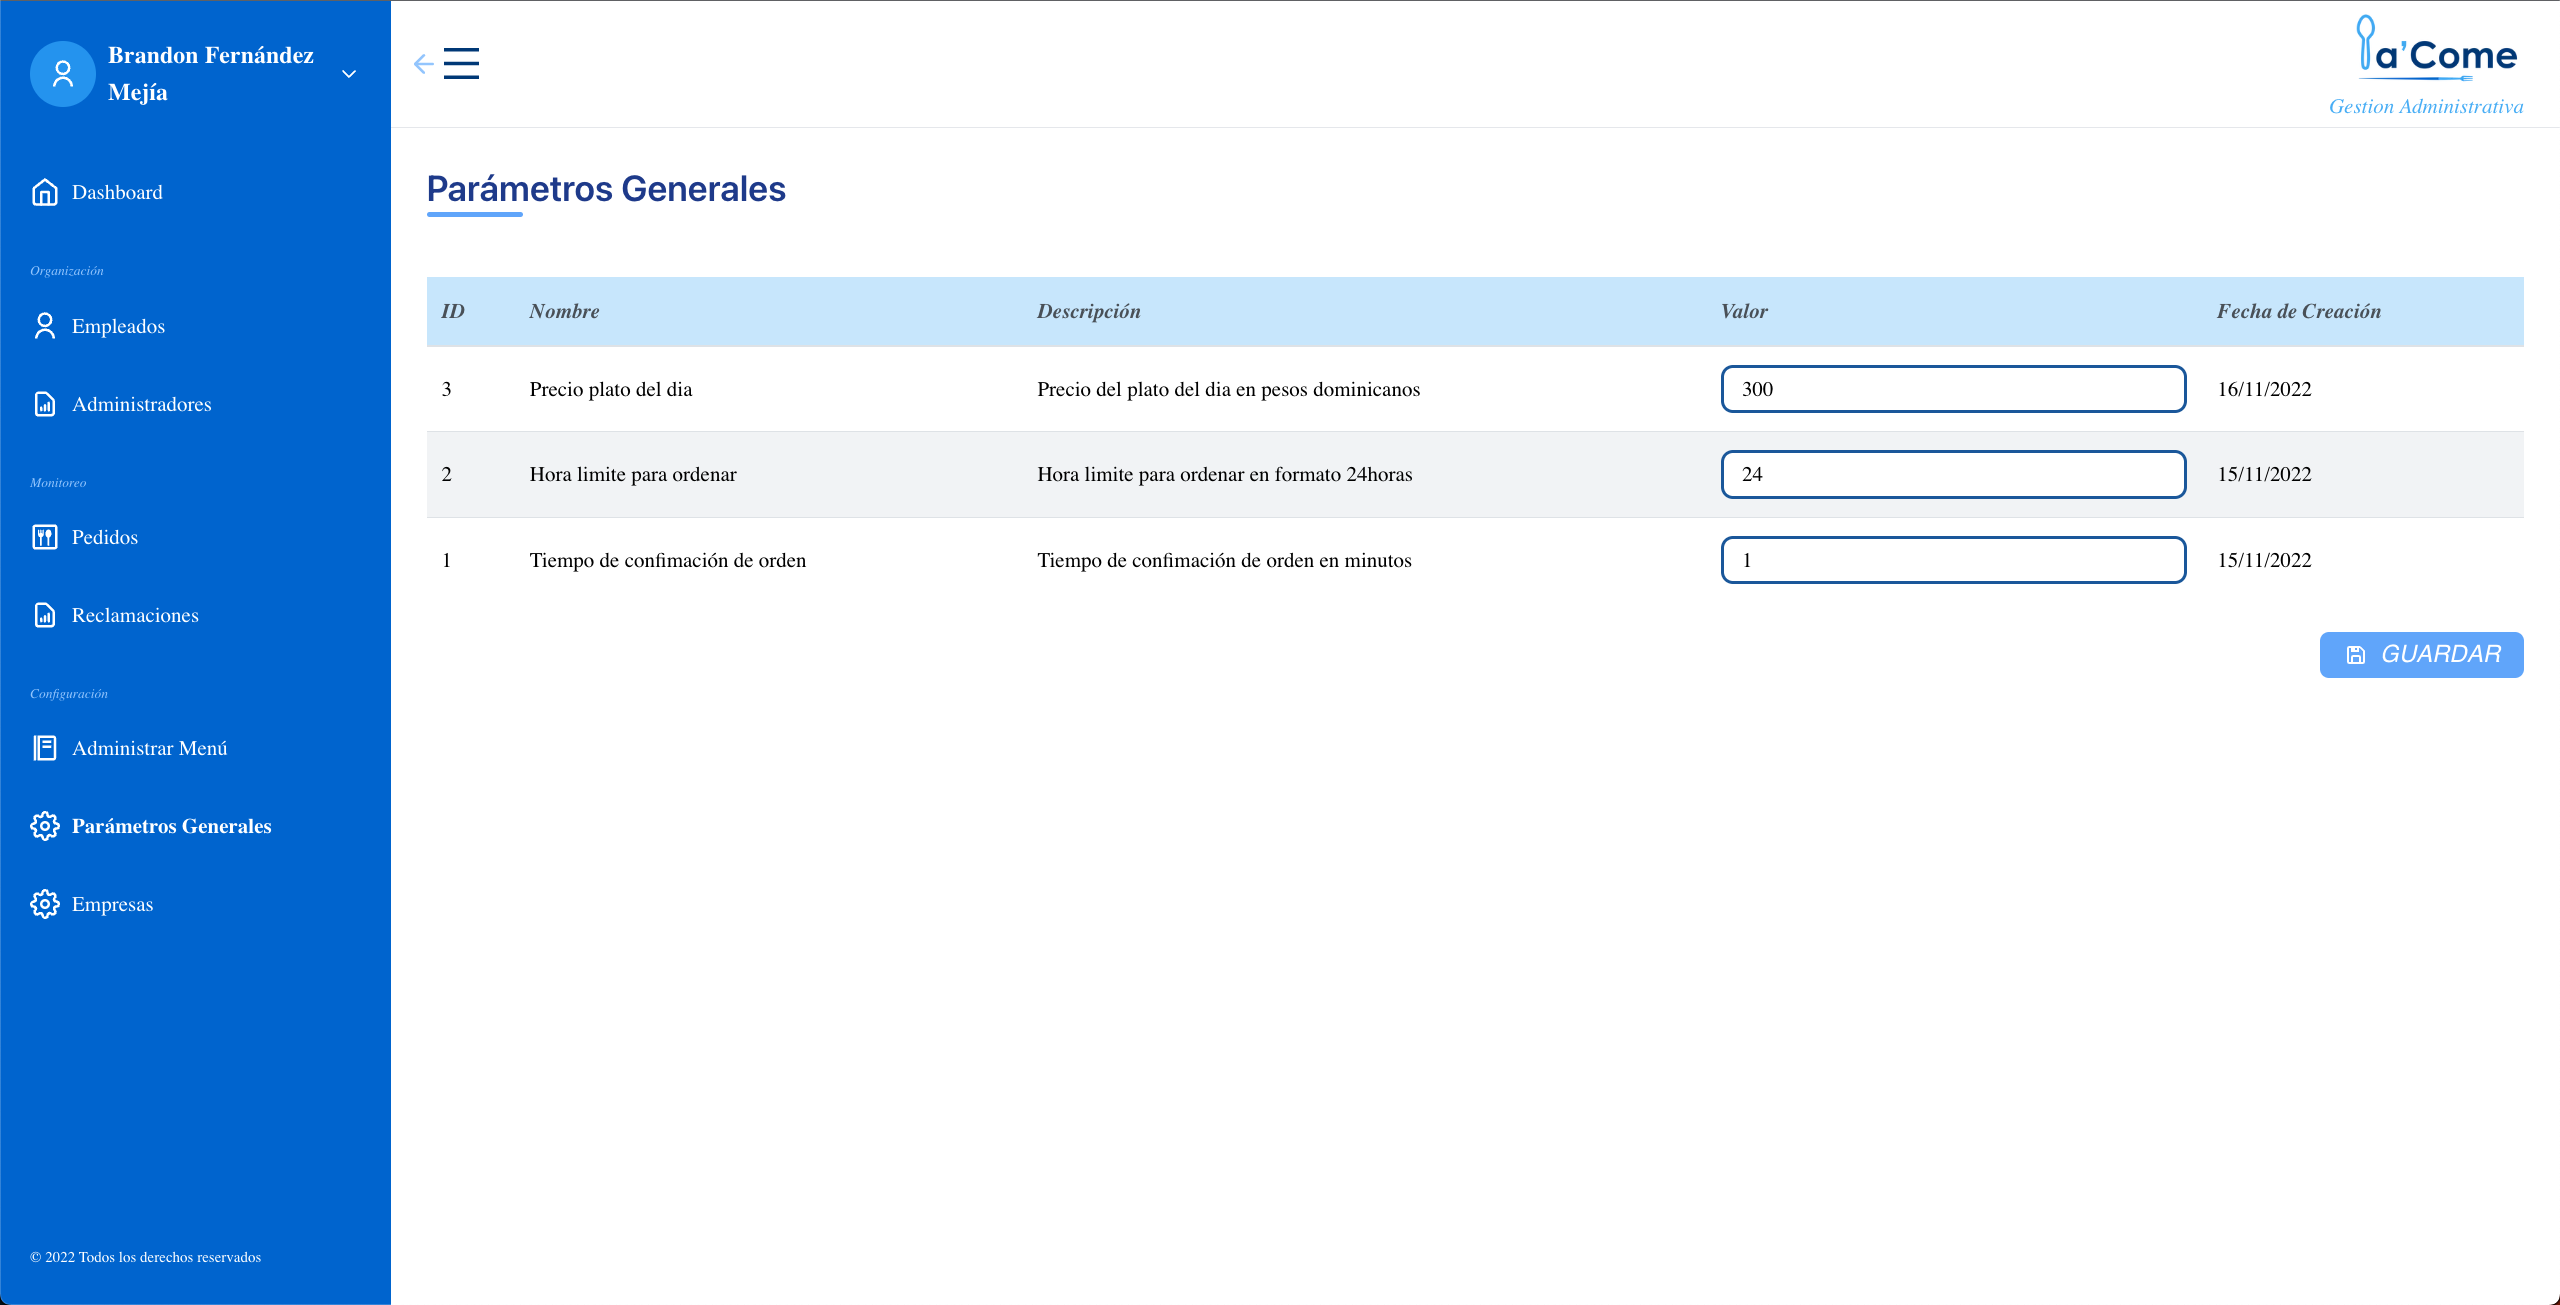 Brandon Fernández
Mejía
Dashboard
Organización
Empleados
Administradores
Monitoreo
Pedidos
Reclamaciones
Configuración
Administrar Menú
Parámetros Generales
Empresas
© 2022 Todos los derechos reservados
a'Come
Gestion Administrativa
Parámetros Generales
ID Nombre Descripción Valor Fecha de Creación
3 Precio plato del dia Precio del plato del dia en pesos dominicanos 300 16/11/2022
2 Hora limite para ordenar Hora limite para ordenar en formato 24horas 24 15/11/2022
1 Tiempo de confimación de orden Tiempo de confimación de orden en minutos 1 15/11/2022
GUARDAR